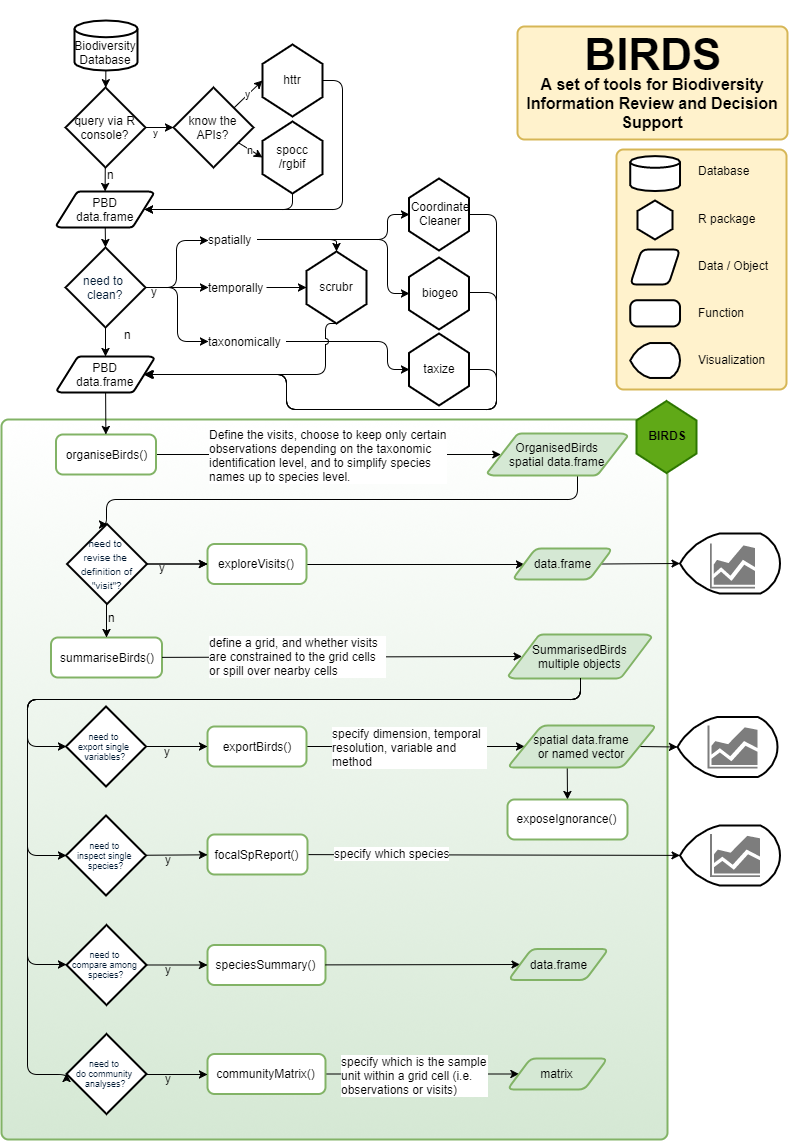 Biodiversity
Database
BIRDS
A set of tools for Biodiversity
Information Review and Decision
Support
Database
R package
Data / Object
Function
Visualization
query via R
console?
y
know the
APIs?
y
httr
n
spocc
/rgbif
n
PBD
data.frame
need to
clean?
y
spatially
temporally
taxonomically
Coordinate
Cleaner
scrubr
biogeo
taxize
n
PBD
data.frame
BIRDS
organiseBirds()
Define the visits, choose to keep only certain
observations depending on the taxonomic
identification level, and to simplify species
names up to species level.
OrganisedBirds
spatial data.frame
need to
revise the
definition of
"visit"?
y
exploreVisits()
data.frame
n
summariseBirds()
define a grid, and whether visits
are constrained to the grid cells
or spill over nearby cells
SummarisedBirds
multiple objects
need to
export single
variables?
y
exportBirds()
specify dimension, temporal
resolution, variable and
method
spatial data.frame
or named vector
exposeIgnorance()
need to
inspect single
species?
y
focalSpReport()
specify which species
need to
compare among
species?
y
speciesSummary()
data.frame
need to
do community
analyses?
y
communityMatrix()
specify which is the sample
unit within a grid cell (i.e.
observations or visits)
matrix